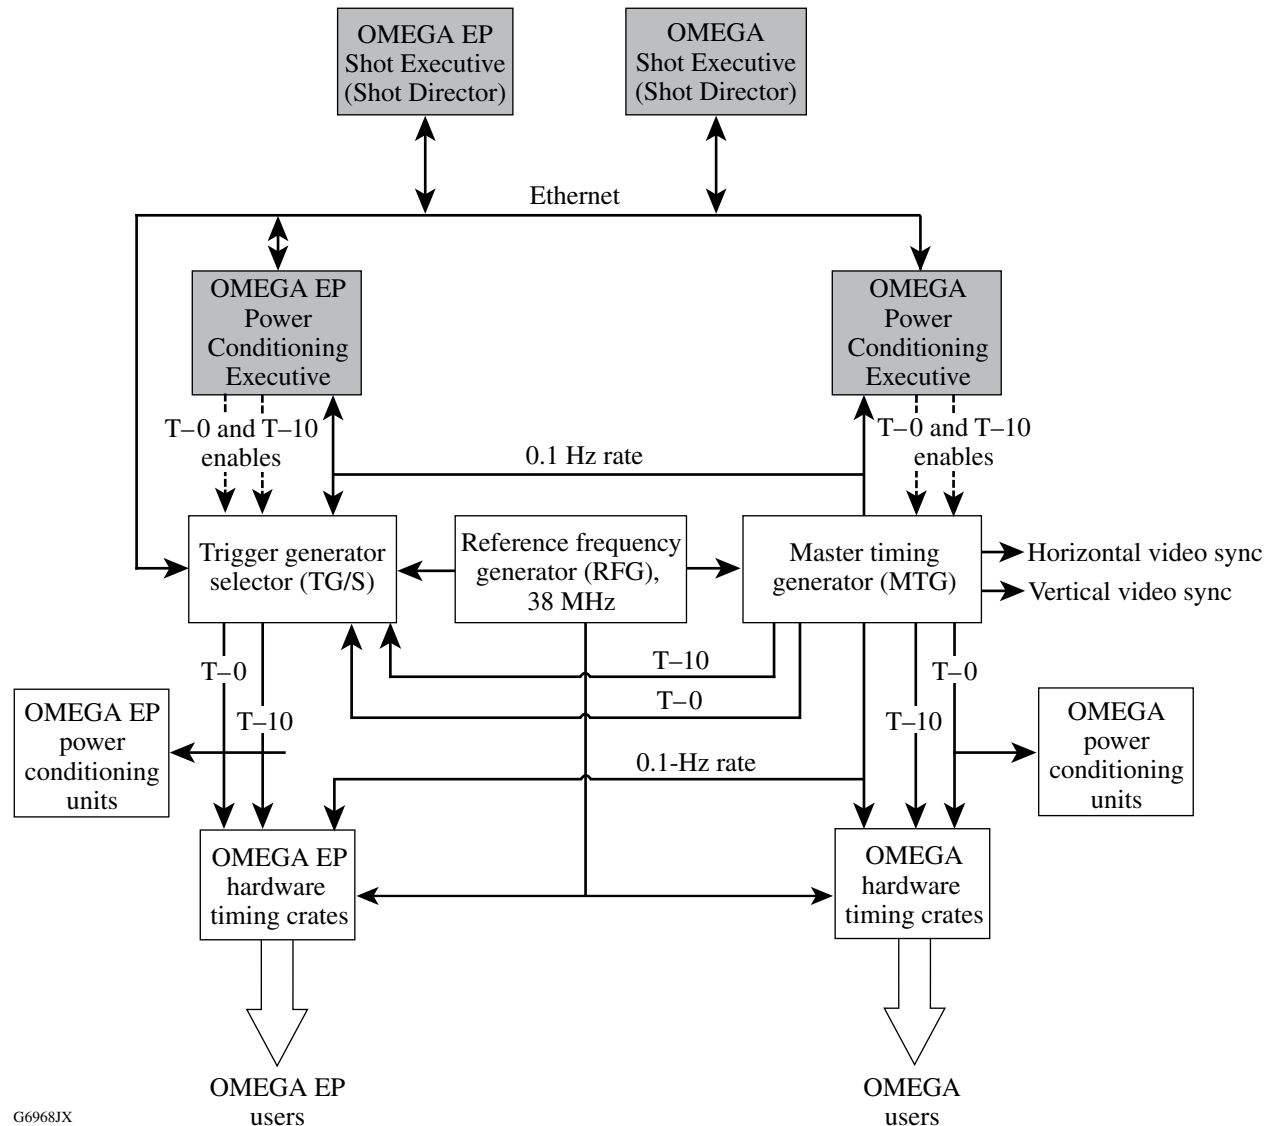 OMEGA EP
Shot Executive
(Shot Director)
OMEGA
Shot Executive
(Shot Director)
Ethernet
OMEGA EP
Power
Conditioning
Executive
OMEGA
Power
Conditioning
Executive
T–0 and T–10
enables
T–0 and T–10
enables
0.1 Hz rate
Trigger generator
selector (TG/S)
Reference frequency
generator (RFG),
38 MHz
Master timing
generator (MTG)
Horizontal video sync
Vertical video sync
T–0
T–10
T–10
T–0
T–0
T–10
OMEGA EP
power
conditioning
units
OMEGA
power
conditioning
units
0.1-Hz rate
OMEGA EP
hardware
timing crates
OMEGA
hardware
timing crates
OMEGA EP
users
OMEGA
users
G6968JX